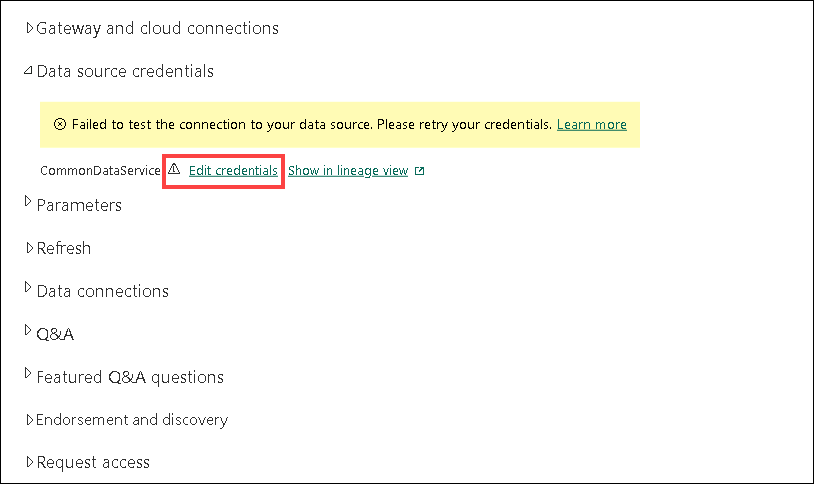 Gateway and cloud connections
Data source credentials
Failed to test the connection to your data source. Please retry your credentials. Learn more
CommonDataService Edit credentials Show in lineage view
Parameters
Refresh
Data connections
Q&A
Featured Q&A questions
Endorsement and discovery
Request access